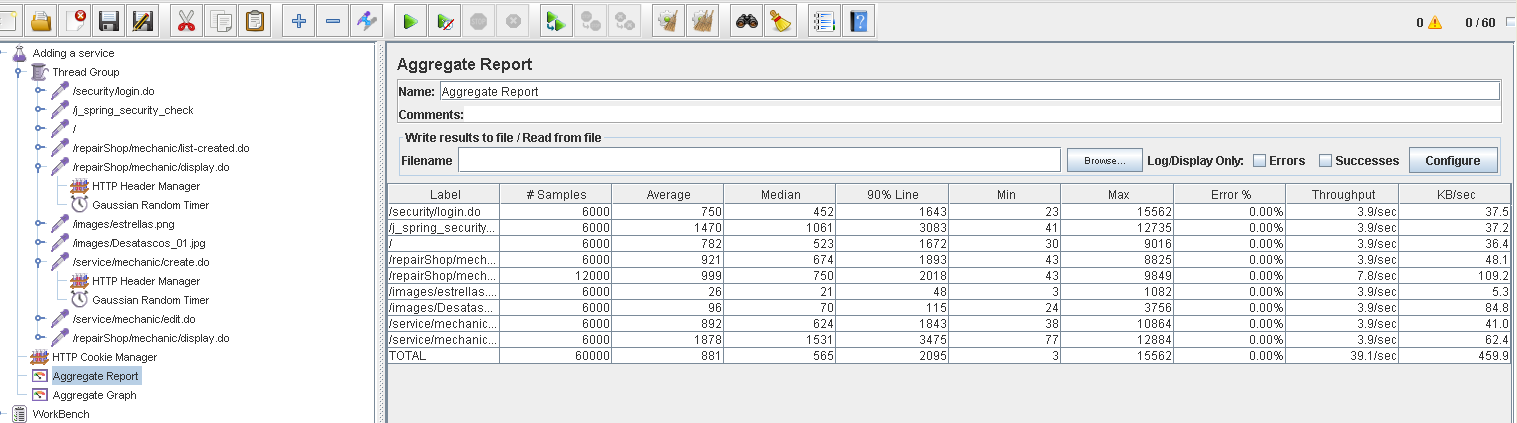 0 0 / 60
Adding a service
Thread Group
/security/login.do
/j_spring_security_check
/
/repairShop/mechanic/list-created.do
/repairShop/mechanic/display.do
HTTP Header Manager
Gaussian Random Timer
/images/estrellas.png
/images/Desatascos_01.jpg
/service/mechanic/create.do
HTTP Header Manager
Gaussian Random Timer
/service/mechanic/edit.do
/repairShop/mechanic/display.do
HTTP Cookie Manager
Aggregate Report
Aggregate Graph
WorkBench
Aggregate Report
Name: Aggregate Report
Comments:
Write results to file / Read from file
Filename Browse... Log/Display Only: Errors Successes Configure
Label # Samples Average Median 90% Line Min Max Error % Throughput KB/sec
/security/login.do 6000 750 452 1643 23 15562 0.00% 3.9/sec 37.5
/j_spring_security... 6000 1470 1061 3083 41 12735 0.00% 3.9/sec 37.2
/ 6000 782 523 1672 30 9016 0.00% 3.9/sec 36.4
/repairShop/mech... 6000 921 674 1893 43 8825 0.00% 3.9/sec 48.1
/repairShop/mech... 12000 999 750 2018 43 9849 0.00% 7.8/sec 109.2
/images/estrellas.... 6000 26 21 48 3 1082 0.00% 3.9/sec 5.3
/images/Desatas... 6000 96 70 115 24 3756 0.00% 3.9/sec 84.8
/service/mechanic... 6000 892 624 1843 38 10864 0.00% 3.9/sec 41.0
/service/mechanic... 6000 1878 1531 3475 77 12884 0.00% 3.9/sec 62.4
TOTAL 60000 881 565 2095 3 15562 0.00% 39.1/sec 459.9